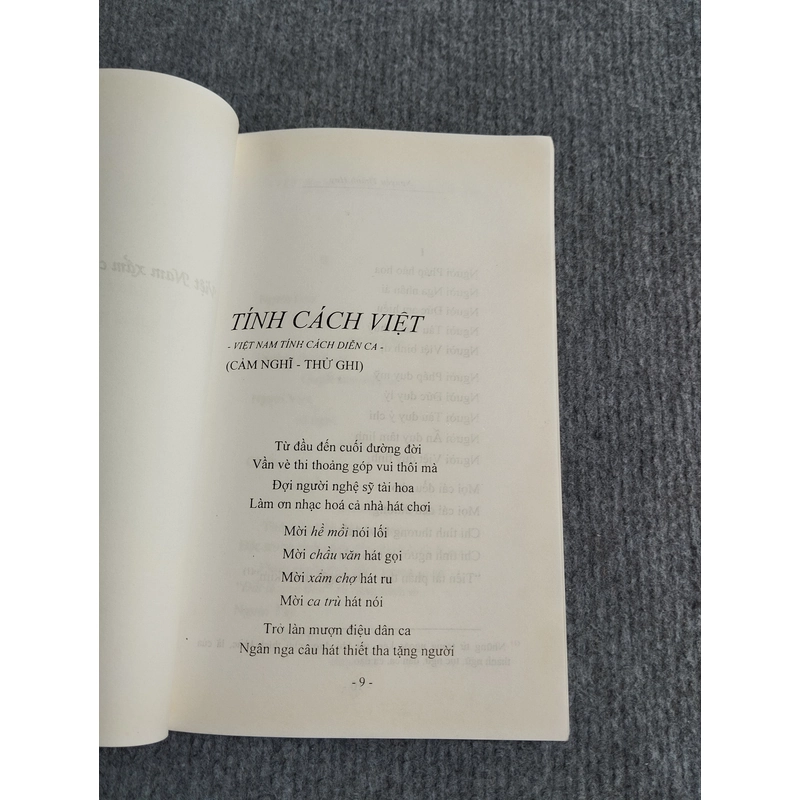 TÍNH CÁCH VIỆT
- VIỆT NAM TÍNH CÁCH DIỄN CA -
(CẢM NGHĨ - THỬ GHI)
Từ đầu đến cuối đường đời
Vần vè thi thoảng góp vui thôi mà
Đợi người nghệ sỹ tài hoa
Làm ơn nhạc hoá cả nhà hát chơi
Mời hề mồi nói lối
Mời chầu văn hát gọi
Mời xẩm chợ hát ru
Mời ca trù hát nói
Trở làn mượn điệu dân ca
Ngân nga câu hát thiết tha tặng người
- 9 -